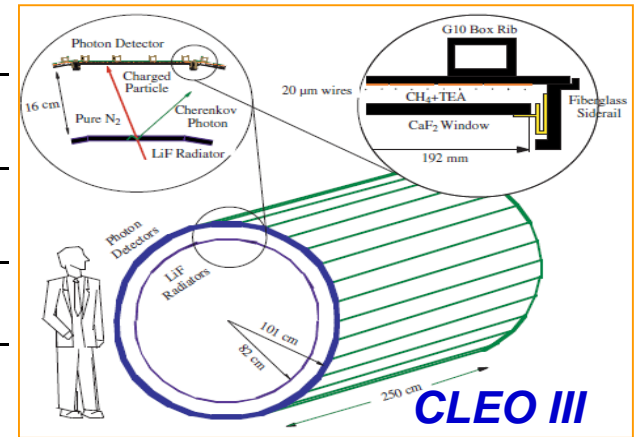 Photon Detector
Charged
Particle
16 cm
Pure N₂
Cherenkov
Photon
LiF Radiator
G10 Box Rib
20 µm wires
CH₄+TEA
CaF₂ Window
Fiberglass
Siderail
192 mm
Photon
Detectors
LiF
Radiators
101 cm
82 cm
250 cm
CLEO III